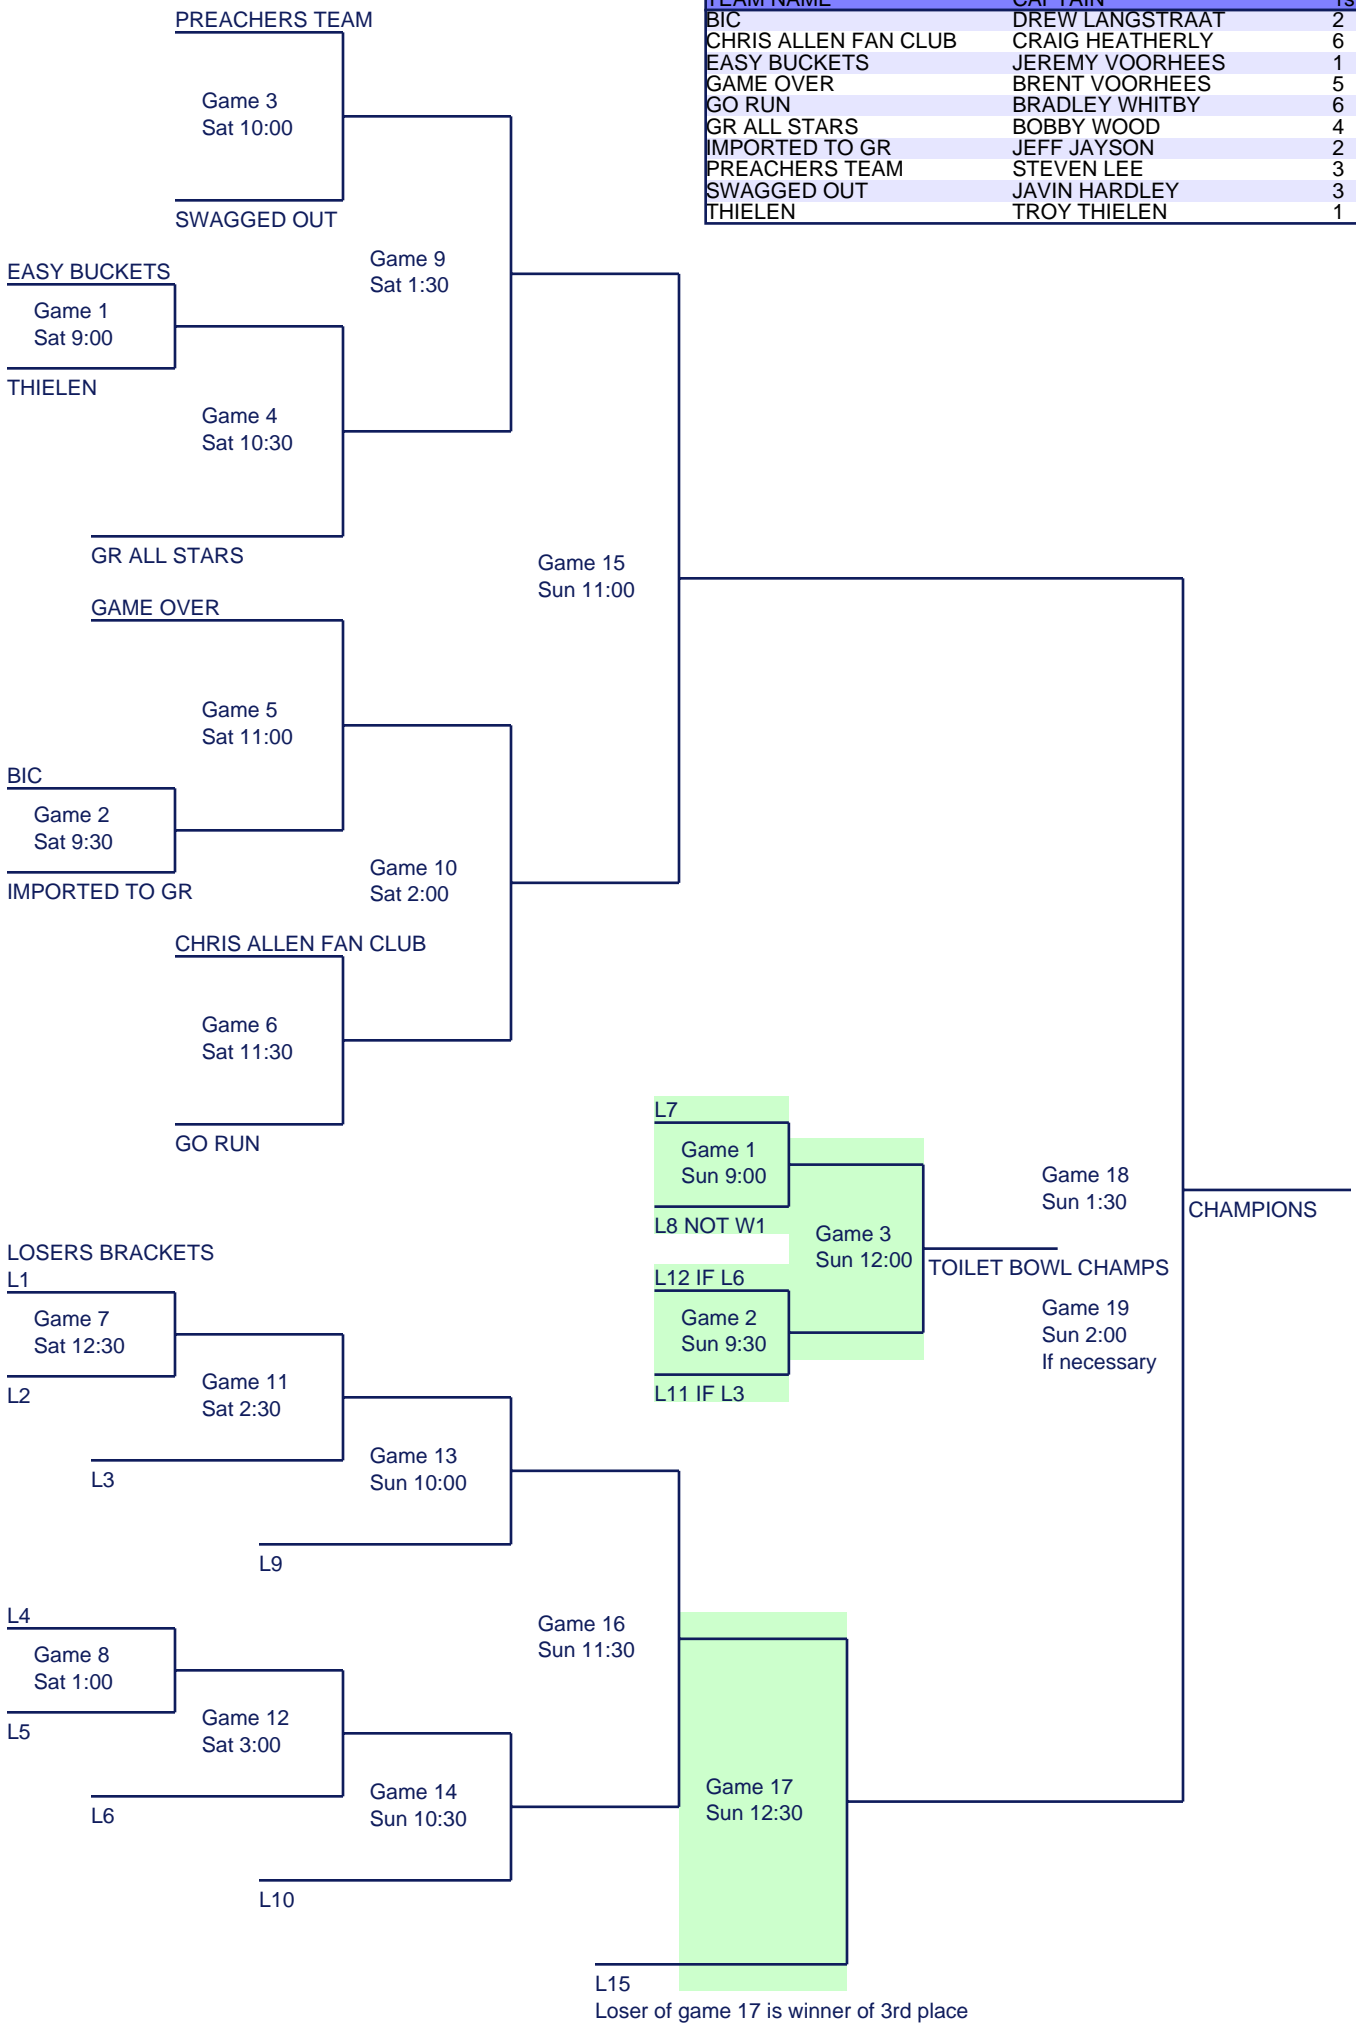 TEAM NAME CAPTAIN
BIC DREW LANGSTRAAT 2
CHRIS ALLEN FAN CLUB CRAIG HEATHERLY 6
EASY BUCKETS JEREMY VOORHEES 1
GAME OVER BRENT VOORHEES 5
GO RUN BRADLEY WHITBY 6
GR ALL STARS BOBBY WOOD 4
IMPORTED TO GR JEFF JAYSON 2
PREACHERS TEAM STEVEN LEE 3
SWAGGED OUT JAVIN HARDLEY 3
THIELEN TROY THIELEN 1
PREACHERS TEAM
Game 3
Sat 10:00
SWAGGED OUT
Game 9
Sat 1:30
EASY BUCKETS
Game 1
Sat 9:00
THIELEN
Game 4
Sat 10:30
GR ALL STARS
Game 15
Sun 11:00
GAME OVER
Game 5
Sat 11:00
BIC
Game 2
Sat 9:30
IMPORTED TO GR
Game 10
Sat 2:00
CHRIS ALLEN FAN CLUB
Game 6
Sat 11:30
GO RUN
L7
Game 1
Sun 9:00
L8 NOT W1
Game 3
Sun 12:00
L12 IF L6
Game 2
Sun 9:30
L11 IF L3
TOILET BOWL CHAMPS
Game 18
Sun 1:30
CHAMPIONS
Game 19
Sun 2:00
If necessary
LOSERS BRACKETS
L1
Game 7
Sat 12:30
L2
Game 11
Sat 2:30
L3
Game 13
Sun 10:00
L9
L4
Game 8
Sat 1:00
L5
Game 12
Sat 3:00
L6
Game 14
Sun 10:30
L10
Game 16
Sun 11:30
Game 17
Sun 12:30
L15
Loser of game 17 is winner of 3rd place